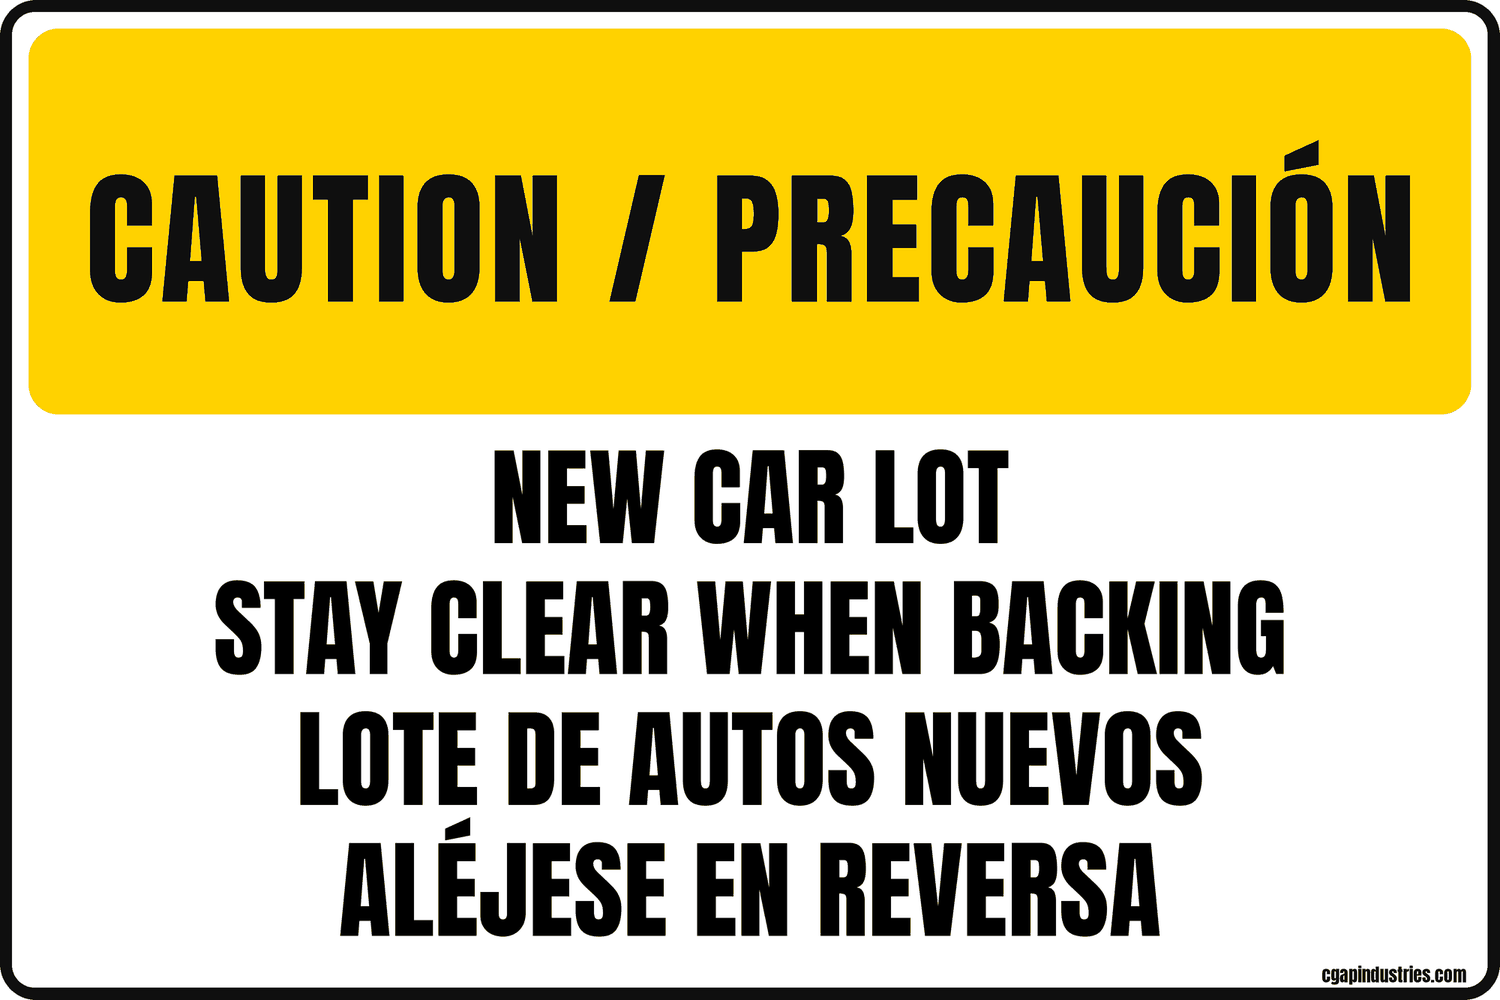 CAUTION / PRECAUCIÓN
NEW CAR LOT
STAY CLEAR WHEN BACKING
LOTE DE AUTOS NUEVOS
ALÉJESE EN REVERSA
cgapindustries.com